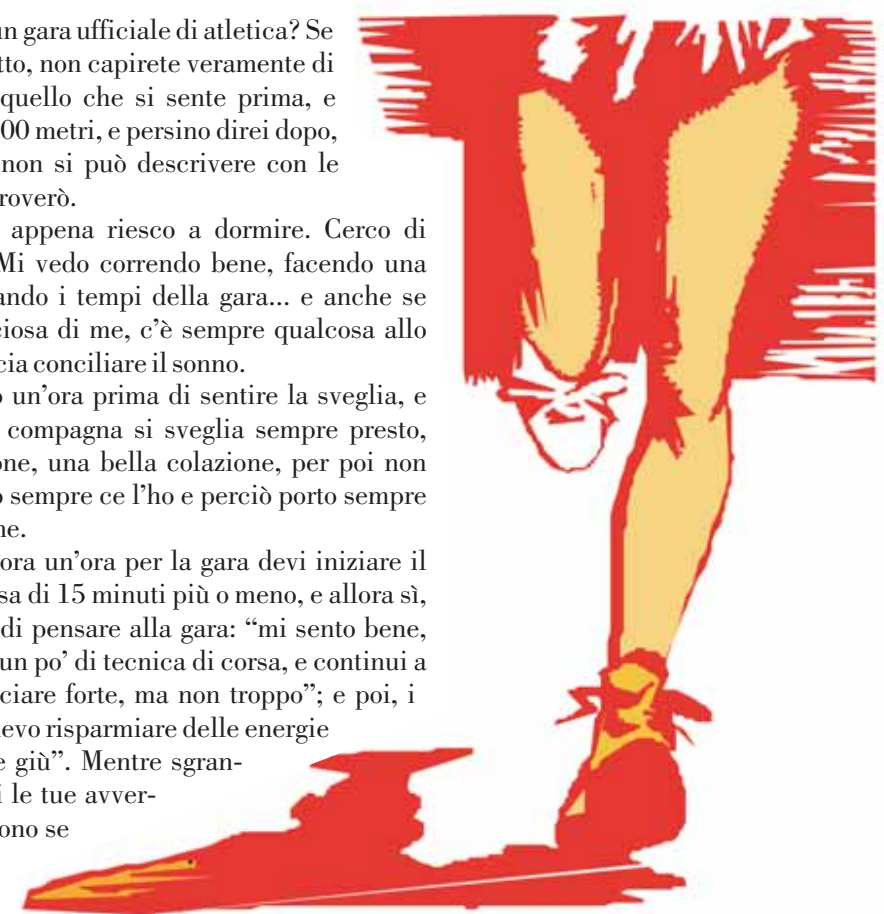 un gara ufficiale di atletica? Se
tto, non capirete veramente di
quello che si sente prima, e
00 metri, e persino direi dopo,
non si può descrivere con le
roverò.
appena riesco a dormire. Cerco di
Mi vedo correndo bene, facendo una
ando i tempi della gara... e anche se
ciosa di me, c’è sempre qualcosa allo
cia conciliare il sonno.
o un’ora prima di sentire la sveglia, e
compagna si sveglia sempre presto,
one, una bella colazione, per poi non
o sempre ce l’ho e perciò porto sempre
ne.
ora un’ora per la gara devi iniziare il
sa di 15 minuti più o meno, e allora sì,
di pensare alla gara: “mi sento bene,
un po’ di tecnica di corsa, e continui a
ciare forte, ma non troppo”; e poi, i
evo risparmiare delle energie
e giù”. Mentre sgran-
i le tue avver-
ono se